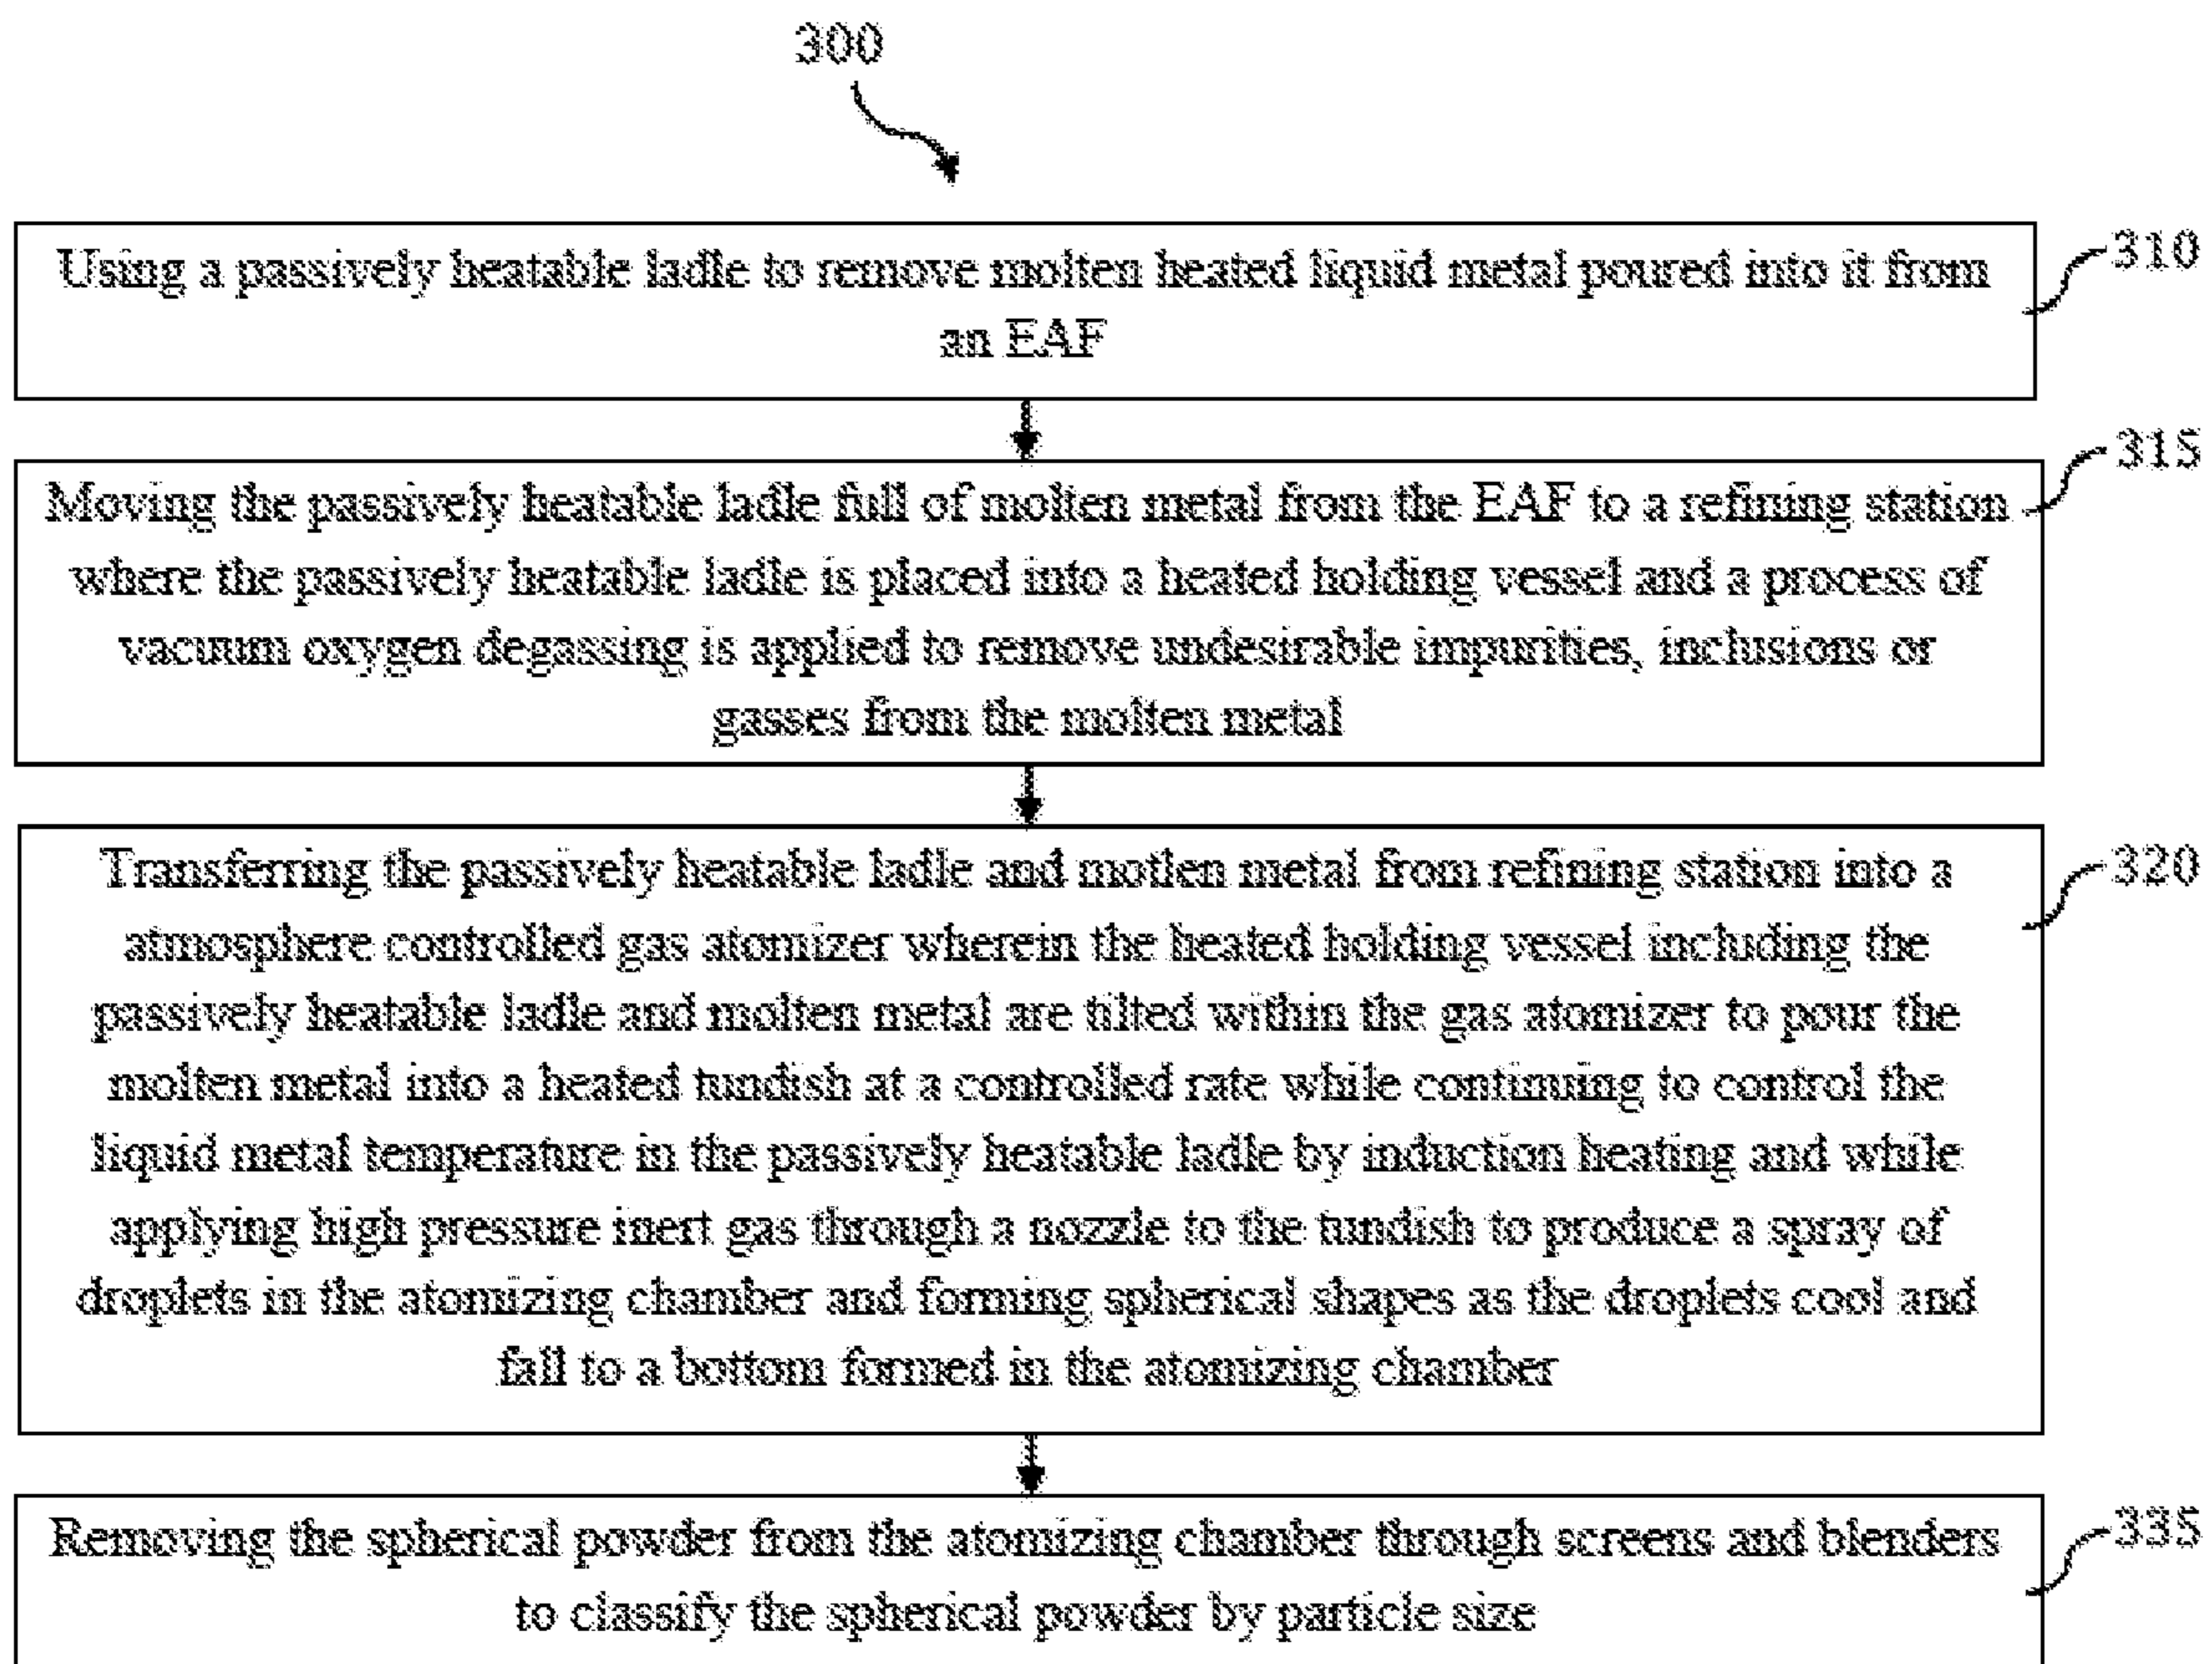 300
Using a passively heatable ladle to remove molten heated liquid metal poured into it from
an EAF
310
Moving the passively heatable ladle full of molten metal from the EAF to a refining station
where the passively heatable ladle is placed into a heated holding vessel and a process of
vacuum oxygen degassing is applied to remove undesirable impurities, inclusions or
gasses from the molten metal
315
Transferring the passively heatable ladle and motlen metal from refining station into a
atmosphere controlled gas atomizer wherein the heated holding vessel including the
passively heatable ladle and molten metal are tilted within the gas atomizer to pour the
molten metal into a heated tundish at a controlled rate while continuing to control the
liquid metal temperature in the passively heatable ladle by induction heating and while
applying high pressure inert gas through a nozzle to the tundish to produce a spray of
droplets in the atomizing chamber and forming spherical shapes as the droplets cool and
fall to a bottom formed in the atomizing chamber
320
Removing the spherical powder from the atomizing chamber through screens and blenders
to classify the spherical powder by particle size
335